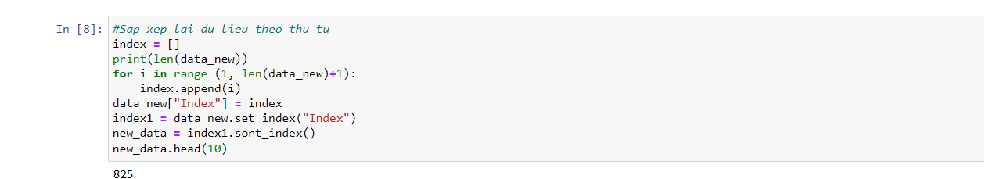 In [8]: #Sap xep lai du lieu theo thu tu
index = []
print(len(data_new))
for i in range (1, len(data_new)+1):
    index.append(i)
data_new["Index"] = index
index1 = data_new.set_index("Index")
new_data = index1.sort_index()
new_data.head(10)
825